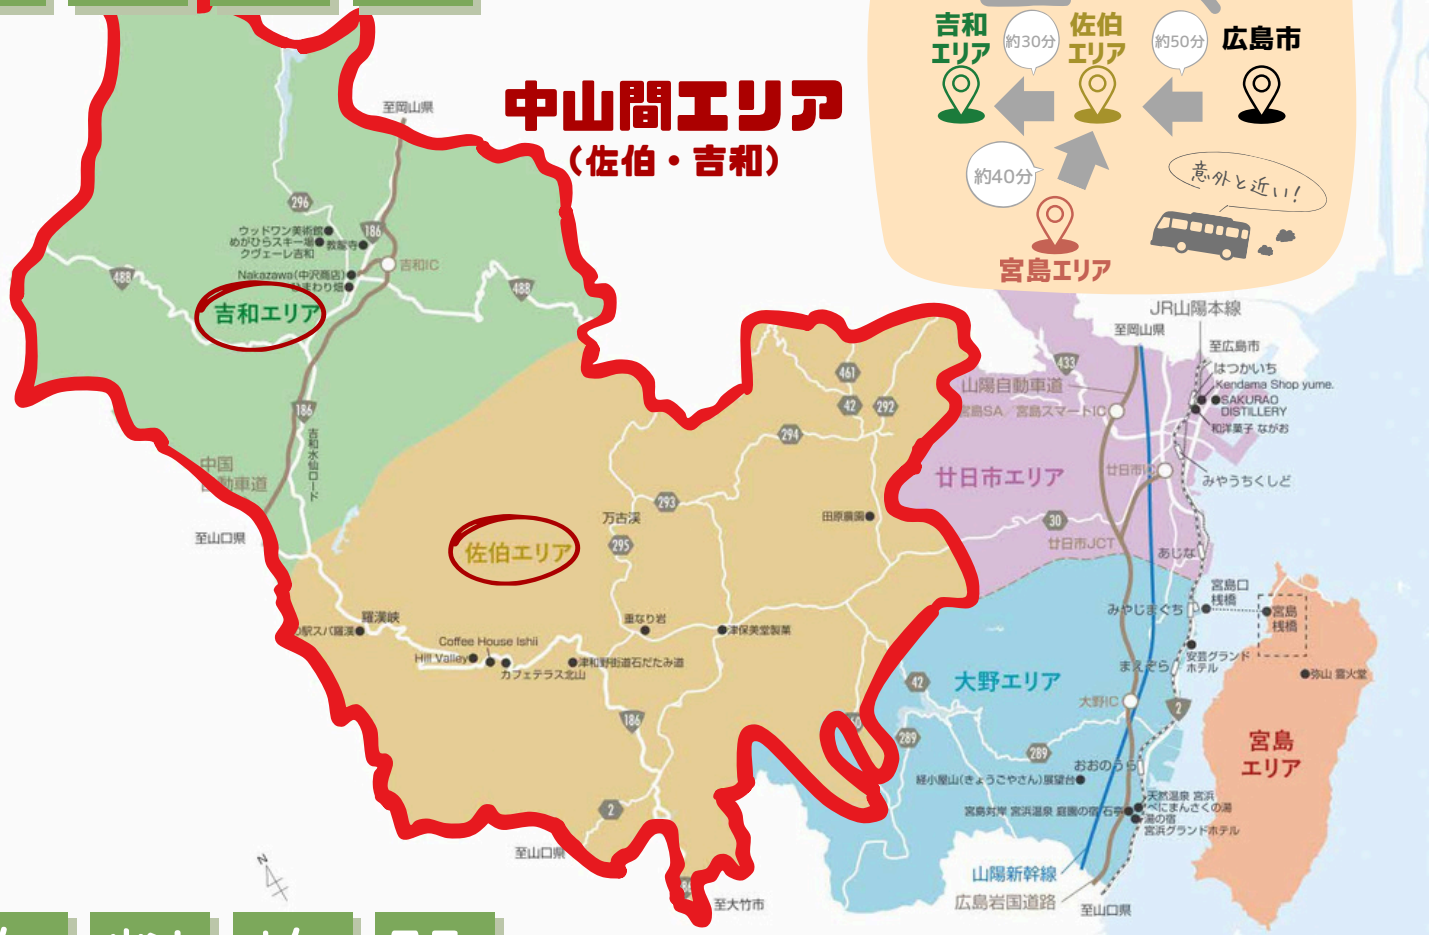 中山間エリア
(佐伯・吉和)
吉和
エリア
約30分
佐伯
エリア
約50分
広島市
約40分
宮島エリア
意外と近い!
至岡山県
296
ウッドワン美術館
めがひらスキー場
クヴェーレ吉和
教龍寺
186
吉和IC
Nakazawa(中沢商店)
ひまわり畑
488
488
吉和エリア
186
吉和水仙ロード
中国
動車道
至山口県
佐伯エリア
461
42
292
294
293
万古渓
295
田原農園
羅漢峡
の駅スパ羅漢
重なり岩
津保美堂製菓
Coffee House Ishii
Hill Valley
カフェテラス北山
津和野街道石だたみ道
186
2
至山口県
至大竹市
N
JR山陽本線
至岡山県
至広島市
433
はつかいち
Kendama Shop yume.
SAKURAO
DISTILLERY
和洋菓子 ながお
山陽自動車道
宮島SA／宮島スマートIC
廿日市エリア
廿日市IC
みやうちくしど
30
廿日市JCT
あじな
宮島口
桟橋
みやじまぐち
宮島
桟橋
安芸グランド
ホテル
まえぞら
弥山 霊火堂
大野エリア
42
大野IC
2
289
289
おおのうら
宮島
エリア
経小屋山(きょうごやさん)展望台
天然温泉 宮浜
べにまんさくの湯
宮島対岸 宮浜温泉 庭園の宿 石亭
湯の宿
宮浜グランドホテル
山陽新幹線
広島岩国道路
至山口県